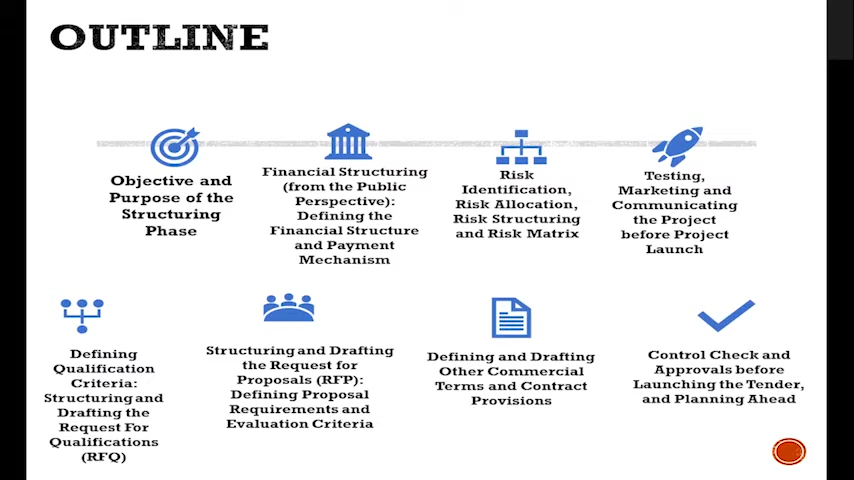 OUTLINE
Objective and
Purpose of the
Structuring
Phase
Financial Structuring
(from the Public
Perspective):
Defining the
Financial Structure
and Payment
Mechanism
Risk
Identification,
Risk Allocation,
Risk Structuring
and Risk Matrix
Testing,
Marketing and
Communicating
the Project
before Project
Launch
Defining
Qualification
Criteria:
Structuring and
Drafting the
Request For
Qualifications
(RFQ)
Structuring and Drafting
the Request for
Proposals (RFP):
Defining Proposal
Requirements and
Evaluation Criteria
Defining and Drafting
Other Commercial
Terms and Contract
Provisions
Control Check and
Approvals before
Launching the Tender,
and Planning Ahead